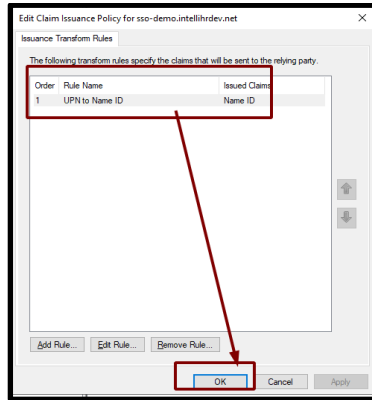 Edit Claim Issuance Policy for sso-demo.intellihrdev.net
Issuance Transform Rules
The following transform rules specify the claims that will be sent to the relying party.
Order Rule Name Issued Claims
1 UPN to Name ID Name ID
Add Rule... Edit Rule... Remove Rule...
OK Cancel Apply